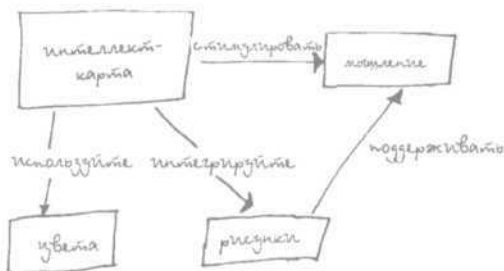 интеллект-
карта
стимулировать
мышление
используйте
интегрируйте
поддерживать
цвета
рисунки